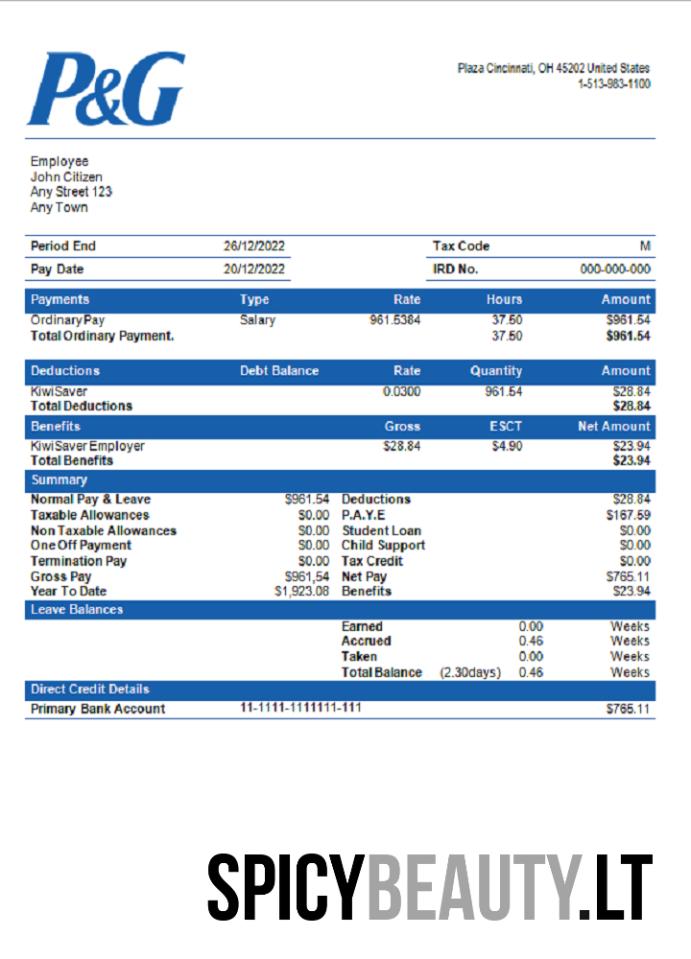 P&G
Plaza Cincinnati, OH 45202 United States
1-513-983-1100
Employee
John Citizen
Any Street 123
Any Town
Period End 26/12/2022 Tax Code M
Pay Date 20/12/2022 IRD No. 000-000-000
Payments Type Rate Hours Amount
Ordinary Pay Salary 961.5384 37.50 $961.54
Total Ordinary Payment. 37.50 $961.54
Deductions Debt Balance Rate Quantity Amount
KiwiSaver 0.0300 961.54 $28.84
Total Deductions $28.84
Benefits Gross ESCT Net Amount
KiwiSaver Employer $28.84 $4.90 $23.94
Total Benefits $23.94
Summary
Normal Pay & Leave $961.54 Deductions $28.84
Taxable Allowances $0.00 P.A.Y.E $167.59
Non Taxable Allowances $0.00 Student Loan $0.00
One Off Payment $0.00 Child Support $0.00
Termination Pay $0.00 Tax Credit $0.00
Gross Pay $961,54 Net Pay $765.11
Year To Date $1,923.08 Benefits $23.94
Leave Balances
Earned 0.00 Weeks
Accrued 0.46 Weeks
Taken 0.00 Weeks
Total Balance (2.30days) 0.46 Weeks
Direct Credit Details
Primary Bank Account 11-1111-1111111-111 $765.11
SPICYBEAUTY.LT